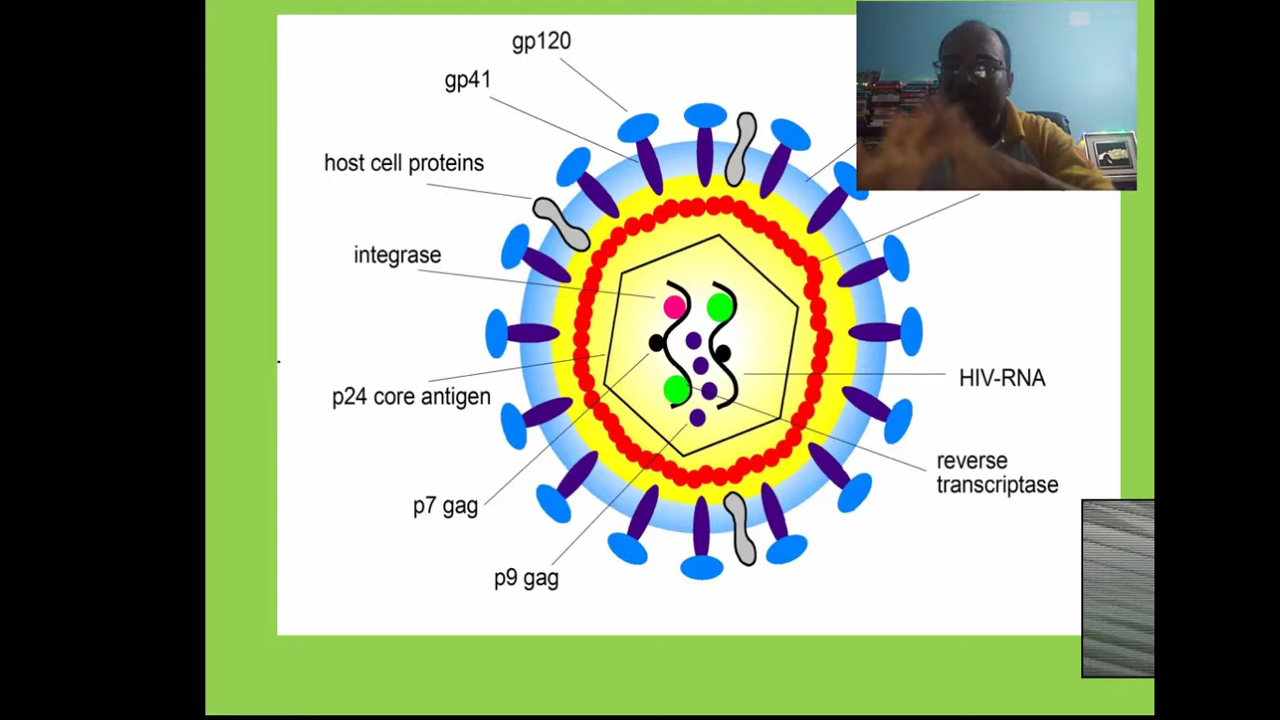 gp120
gp41
host cell proteins
integrase
p24 core antigen
HIV-RNA
reverse
transcriptase
p7 gag
p9 gag